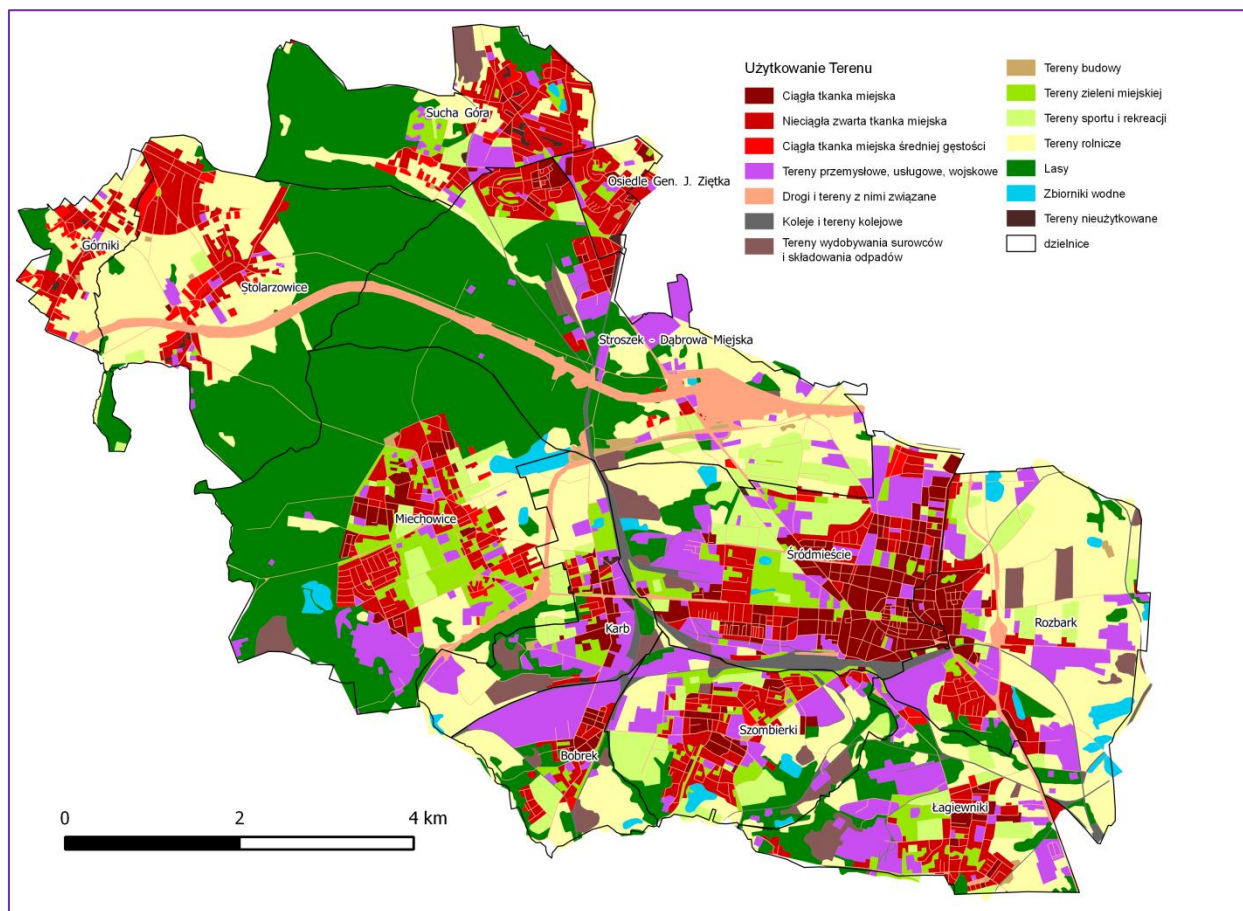 Użytkowanie Terenu
Ciągła tkanka miejska
Nieciągła zwarta tkanka miejska
Ciągła tkanka miejska średniej gęstości
Tereny przemysłowe, usługowe, wojskowe
Drogi i tereny z nimi związane
Koleje i tereny kolejowe
Tereny wydobywania surowców
i składowania odpadów
Tereny budowy
Tereny zieleni miejskiej
Tereny sportu i rekreacji
Tereny rolnicze
Lasy
Zbiorniki wodne
Tereny nieużytkowane
dzielnice
Sucha Góra
Osiedle Gen. J. Ziętka
Górniki
Stolarzowice
Stroszek - Dąbrowa Miejska
Miechowice
Śródmieście
Karb
Rozbark
Szombierki
Bobrek
Łagiewniki
0 2 4 km